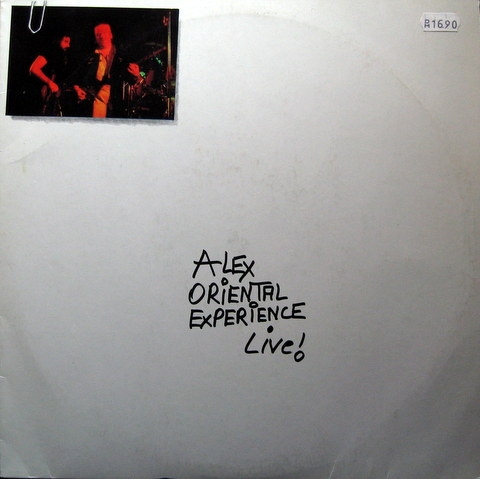 R16.90
ALEX
ORiENTAL
EXPERiENCE
Live!